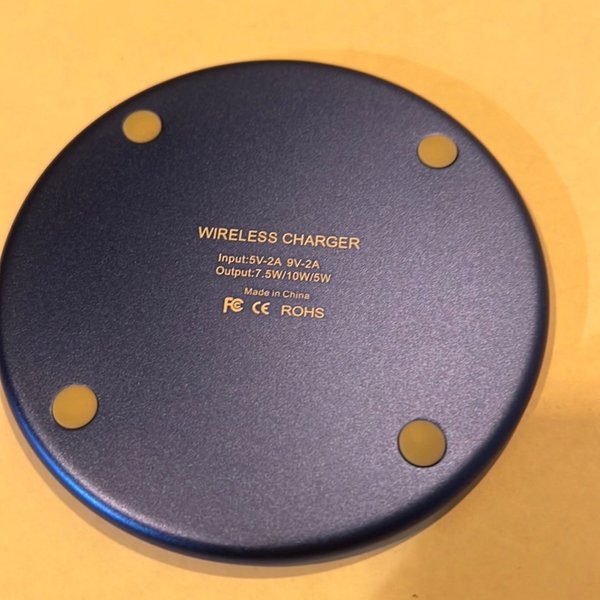 WIRELESS CHARGER
Input:5V-2A 9V-2A
Output:7.5W/10W/5W
Made in China
FC CE ROHS